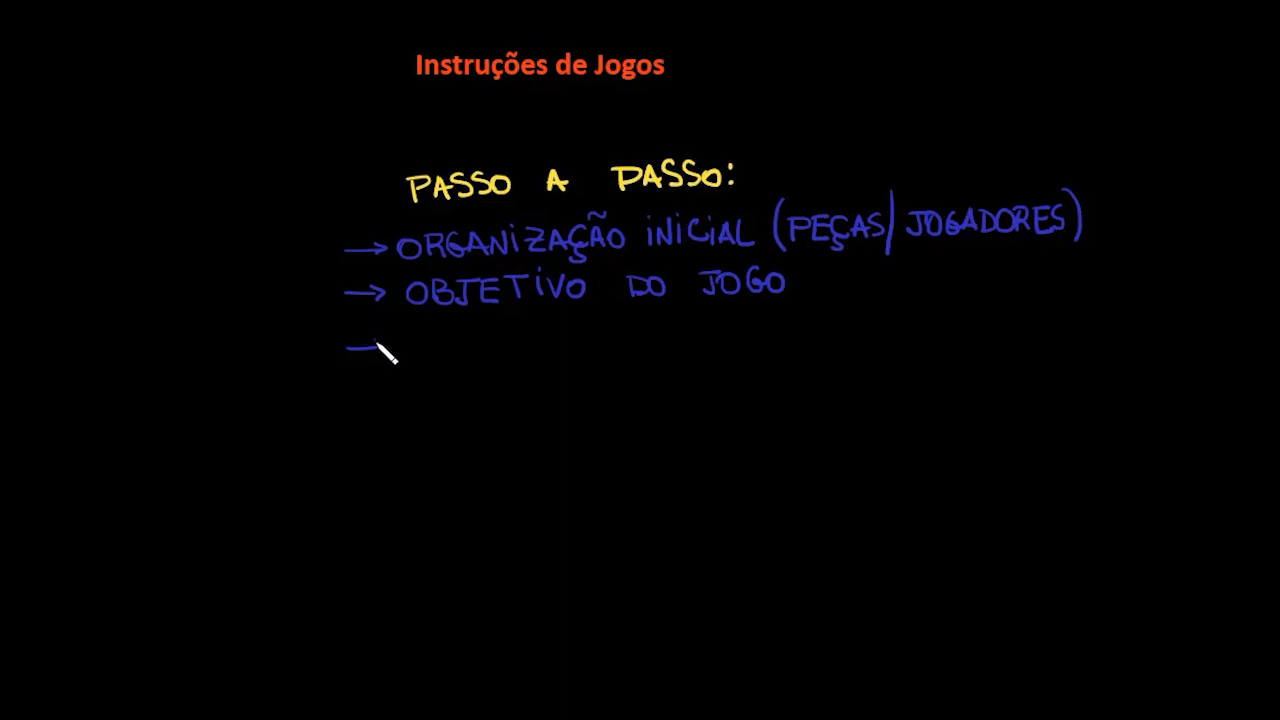 Instruções de Jogos
PASSO A PASSO:
→ ORGANIZAÇÃO INICIAL (PEÇAS/JOGADORES)
→ OBJETIVO DO JOGO